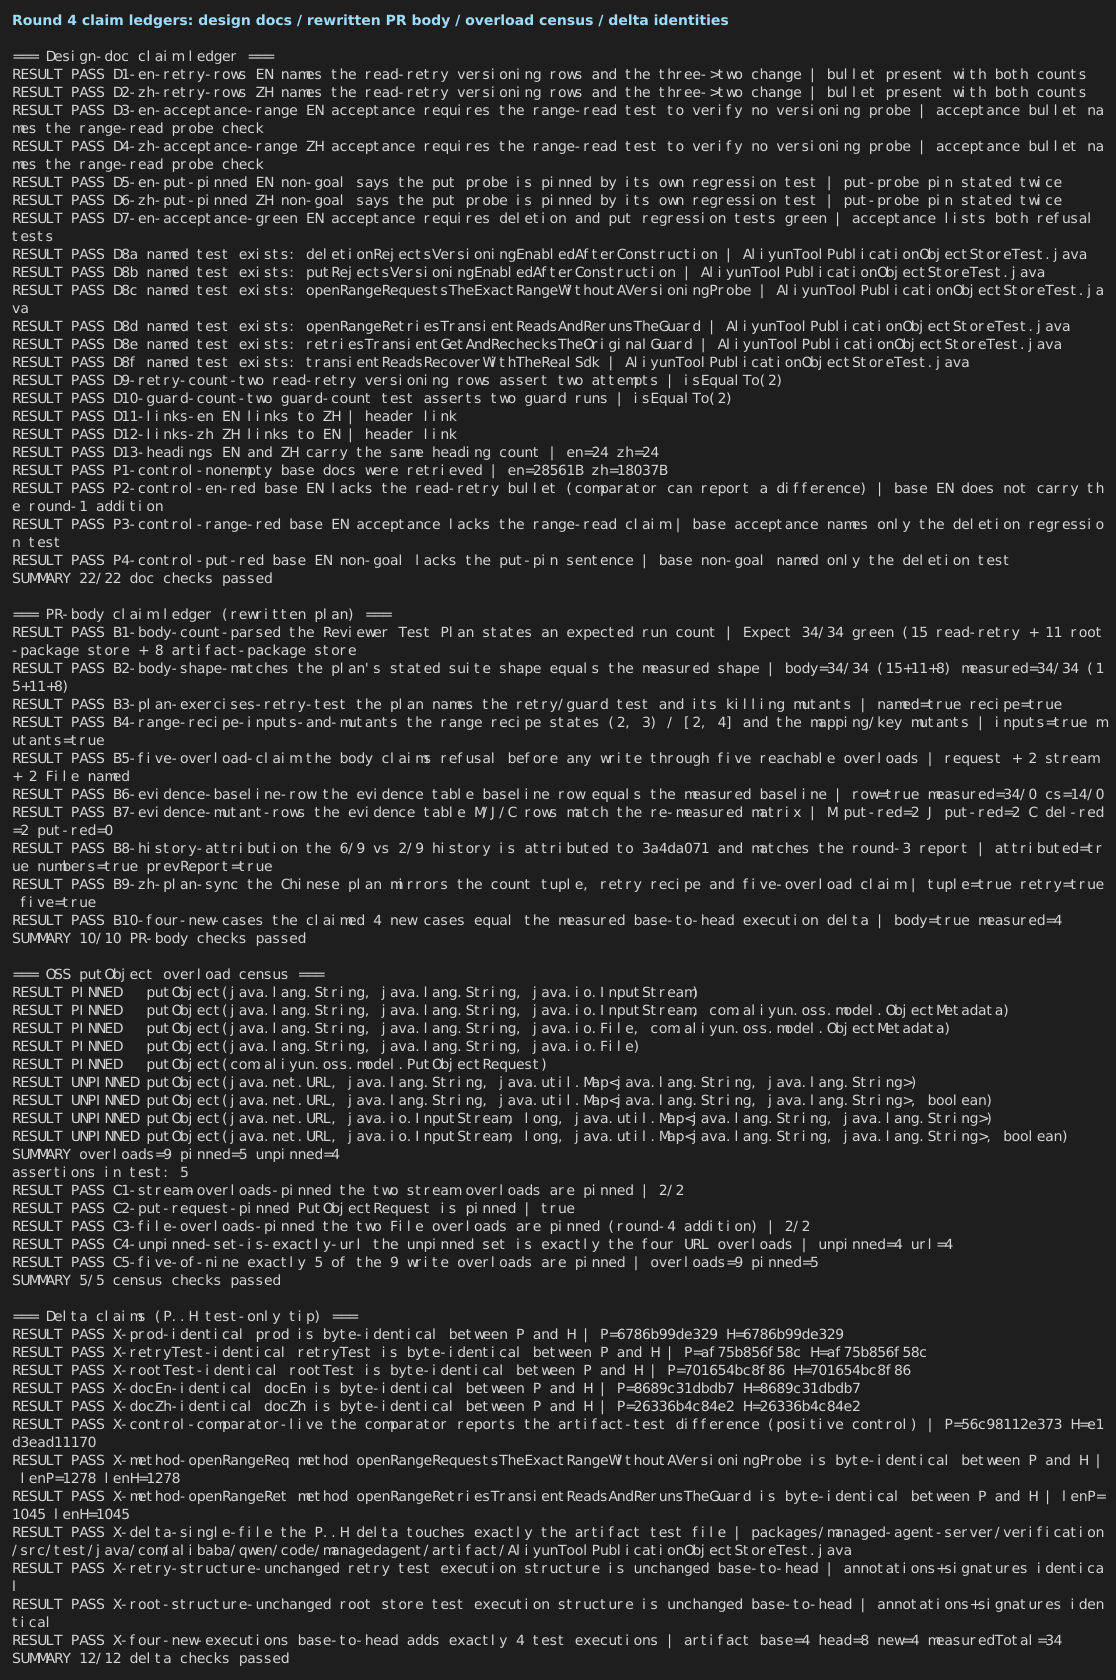 Round 4 claim ledgers: design docs / rewritten PR body / overload census / delta identities
=== Design-doc claim ledger ===
RESULT PASS D1-en-retry-rows EN names the read-retry versioning rows and the three->two change | bullet present with both counts
RESULT PASS D2-zh-retry-rows ZH names the read-retry versioning rows and the three->two change | bullet present with both counts
RESULT PASS D3-en-acceptance-range EN acceptance requires the range-read test to verify no versioning probe | acceptance bullet na
mes the range-read probe check
RESULT PASS D4-zh-acceptance-range ZH acceptance requires the range-read test to verify no versioning probe | acceptance bullet na
mes the range-read probe check
RESULT PASS D5-en-put-pinned EN non-goal says the put probe is pinned by its own regression test | put-probe pin stated twice
RESULT PASS D6-zh-put-pinned ZH non-goal says the put probe is pinned by its own regression test | put-probe pin stated twice
RESULT PASS D7-en-acceptance-green EN acceptance requires deletion and put regression tests green | acceptance lists both refusal
tests
RESULT PASS D8a named test exists: deletionRejectsVersioningEnabledAfterConstruction | AliyunToolPublicationObjectStoreTest.java
RESULT PASS D8b named test exists: putRejectsVersioningEnabledAfterConstruction | AliyunToolPublicationObjectStoreTest.java
RESULT PASS D8c named test exists: openRangeRequestsTheExactRangeWithoutAVersioningProbe | AliyunToolPublicationObjectStoreTest.ja
va
RESULT PASS D8d named test exists: openRangeRetriesTransientReadsAndRerunsTheGuard | AliyunToolPublicationObjectStoreTest.java
RESULT PASS D8e named test exists: retriesTransientGetAndRechecksTheOriginalGuard | AliyunToolPublicationObjectStoreTest.java
RESULT PASS D8f named test exists: transientReadsRecoverWithTheRealSdk | AliyunToolPublicationObjectStoreTest.java
RESULT PASS D9-retry-count-two read-retry versioning rows assert two attempts | isEqualTo(2)
RESULT PASS D10-guard-count-two guard-count test asserts two guard runs | isEqualTo(2)
RESULT PASS D11-links-en EN links to ZH | header link
RESULT PASS D12-links-zh ZH links to EN | header link
RESULT PASS D13-headings EN and ZH carry the same heading count | en=24 zh=24
RESULT PASS P1-control-nonempty base docs were retrieved | en=28561B zh=18037B
RESULT PASS P2-control-en-red base EN lacks the read-retry bullet (comparator can report a difference) | base EN does not carry th
e round-1 addition
RESULT PASS P3-control-range-red base EN acceptance lacks the range-read claim | base acceptance names only the deletion regressio
n test
RESULT PASS P4-control-put-red base EN non-goal lacks the put-pin sentence | base non-goal named only the deletion test
SUMMARY 22/22 doc checks passed
=== PR-body claim ledger (rewritten plan) ===
RESULT PASS B1-body-count-parsed the Reviewer Test Plan states an expected run count | Expect 34/34 green (15 read-retry + 11 root
-package store + 8 artifact-package store
RESULT PASS B2-body-shape-matches the plan's stated suite shape equals the measured shape | body=34/34 (15+11+8) measured=34/34 (1
5+11+8)
RESULT PASS B3-plan-exercises-retry-test the plan names the retry/guard test and its killing mutants | named=true recipe=true
RESULT PASS B4-range-recipe-inputs-and-mutants the range recipe states (2, 3) / [2, 4] and the mapping/key mutants | inputs=true m
utants=true
RESULT PASS B5-five-overload-claim the body claims refusal before any write through five reachable overloads | request + 2 stream
+ 2 File named
RESULT PASS B6-evidence-baseline-row the evidence table baseline row equals the measured baseline | row=true measured=34/0 cs=14/0
RESULT PASS B7-evidence-mutant-rows the evidence table M/J/C rows match the re-measured matrix | M put-red=2 J put-red=2 C del-red
=2 put-red=0
RESULT PASS B8-history-attribution the 6/9 vs 2/9 history is attributed to 3a4da071 and matches the round-3 report | attributed=tr
ue numbers=true prevReport=true
RESULT PASS B9-zh-plan-sync the Chinese plan mirrors the count tuple, retry recipe and five-overload claim | tuple=true retry=true
five=true
RESULT PASS B10-four-new-cases the claimed 4 new cases equal the measured base-to-head execution delta | body=true measured=4
SUMMARY 10/10 PR-body checks passed
=== OSS putObject overload census ===
RESULT PINNED   putObject(java.lang.String, java.lang.String, java.io.InputStream)
RESULT PINNED   putObject(java.lang.String, java.lang.String, java.io.InputStream, com.aliyun.oss.model.ObjectMetadata)
RESULT PINNED   putObject(java.lang.String, java.lang.String, java.io.File, com.aliyun.oss.model.ObjectMetadata)
RESULT PINNED   putObject(java.lang.String, java.lang.String, java.io.File)
RESULT PINNED   putObject(com.aliyun.oss.model.PutObjectRequest)
RESULT UNPINNED putObject(java.net.URL, java.lang.String, java.util.Map<java.lang.String, java.lang.String>)
RESULT UNPINNED putObject(java.net.URL, java.lang.String, java.util.Map<java.lang.String, java.lang.String>, boolean)
RESULT UNPINNED putObject(java.net.URL, java.io.InputStream, long, java.util.Map<java.lang.String, java.lang.String>)
RESULT UNPINNED putObject(java.net.URL, java.io.InputStream, long, java.util.Map<java.lang.String, java.lang.String>, boolean)
SUMMARY overloads=9 pinned=5 unpinned=4
assertions in test: 5
RESULT PASS C1-stream-overloads-pinned the two stream overloads are pinned | 2/2
RESULT PASS C2-put-request-pinned PutObjectRequest is pinned | true
RESULT PASS C3-file-overloads-pinned the two File overloads are pinned (round-4 addition) | 2/2
RESULT PASS C4-unpinned-set-is-exactly-url the unpinned set is exactly the four URL overloads | unpinned=4 url=4
RESULT PASS C5-five-of-nine exactly 5 of the 9 write overloads are pinned | overloads=9 pinned=5
SUMMARY 5/5 census checks passed
=== Delta claims (P..H test-only tip) ===
RESULT PASS X-prod-identical prod is byte-identical between P and H | P=6786b99de329 H=6786b99de329
RESULT PASS X-retryTest-identical retryTest is byte-identical between P and H | P=af75b856f58c H=af75b856f58c
RESULT PASS X-rootTest-identical rootTest is byte-identical between P and H | P=701654bc8f86 H=701654bc8f86
RESULT PASS X-docEn-identical docEn is byte-identical between P and H | P=8689c31dbdb7 H=8689c31dbdb7
RESULT PASS X-docZh-identical docZh is byte-identical between P and H | P=26336b4c84e2 H=26336b4c84e2
RESULT PASS X-control-comparator-live the comparator reports the artifact-test difference (positive control) | P=56c98112e373 H=e1
d3ead11170
RESULT PASS X-method-openRangeReq method openRangeRequestsTheExactRangeWithoutAVersioningProbe is byte-identical between P and H |
lenP=1278 lenH=1278
RESULT PASS X-method-openRangeRet method openRangeRetriesTransientReadsAndRerunsTheGuard is byte-identical between P and H | lenP=
1045 lenH=1045
RESULT PASS X-delta-single-file the P..H delta touches exactly the artifact test file | packages/managed-agent-server/verification
/src/test/java/com/alibaba/qwen/code/managedagent/artifact/AliyunToolPublicationObjectStoreTest.java
RESULT PASS X-retry-structure-unchanged retry test execution structure is unchanged base-to-head | annotations+signatures identica
l
RESULT PASS X-root-structure-unchanged root store test execution structure is unchanged base-to-head | annotations+signatures iden
tical
RESULT PASS X-four-new-executions base-to-head adds exactly 4 test executions | artifact base=4 head=8 new=4 measuredTotal=34
SUMMARY 12/12 delta checks passed